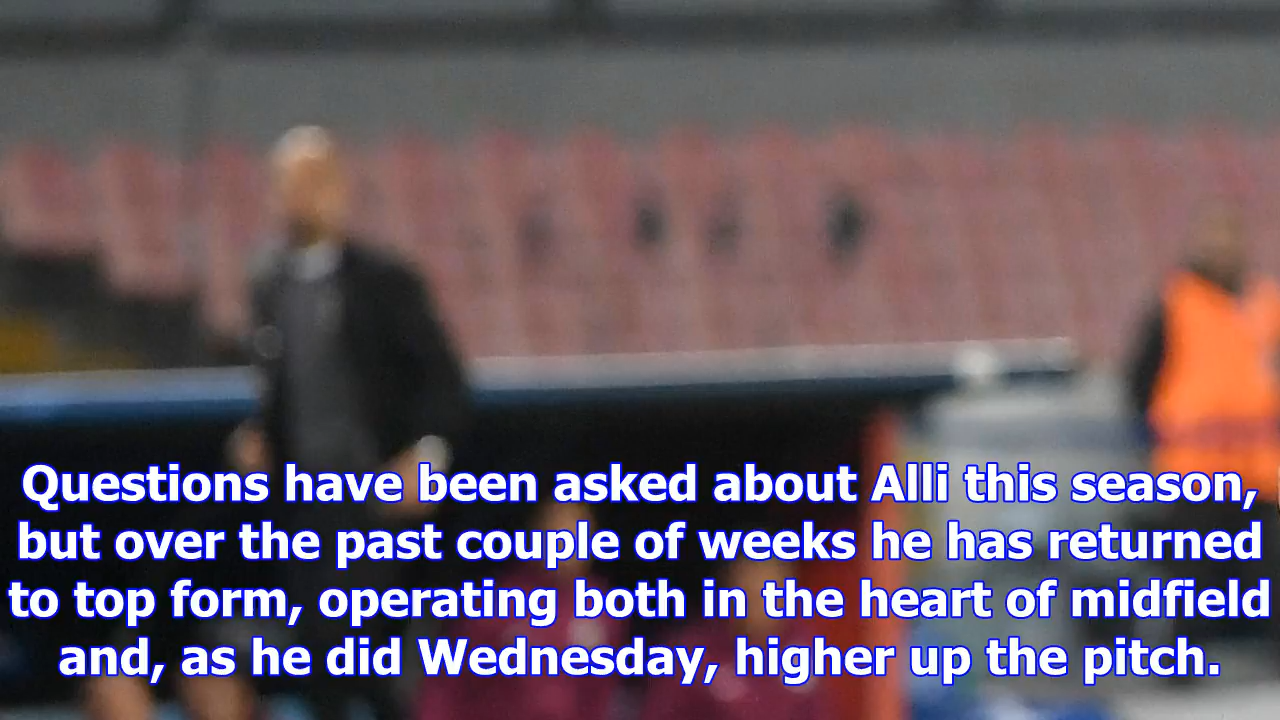 Questions have been asked about Alli this season,
but over the past couple of weeks he has returned
to top form, operating both in the heart of midfield
and, as he did Wednesday, higher up the pitch.